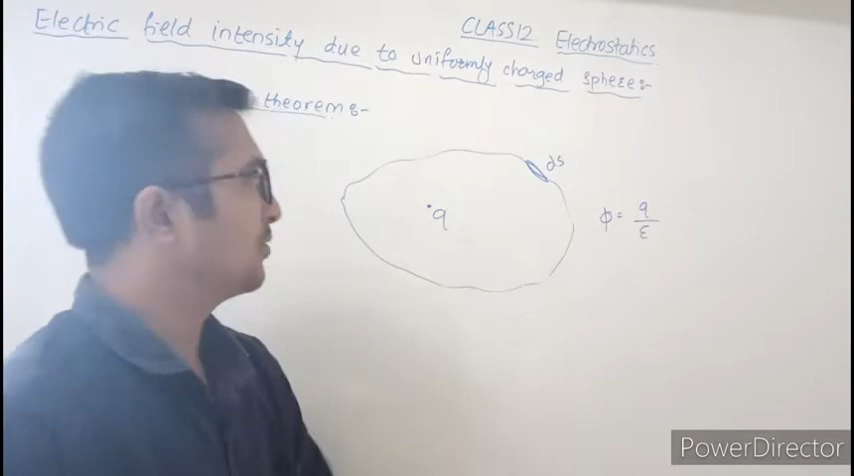 CLASS12 Electrostatics
Electric field intensity due to uniformly charged sphere:-
theorem:-
ds
q
φ = q/ε
PowerDirector